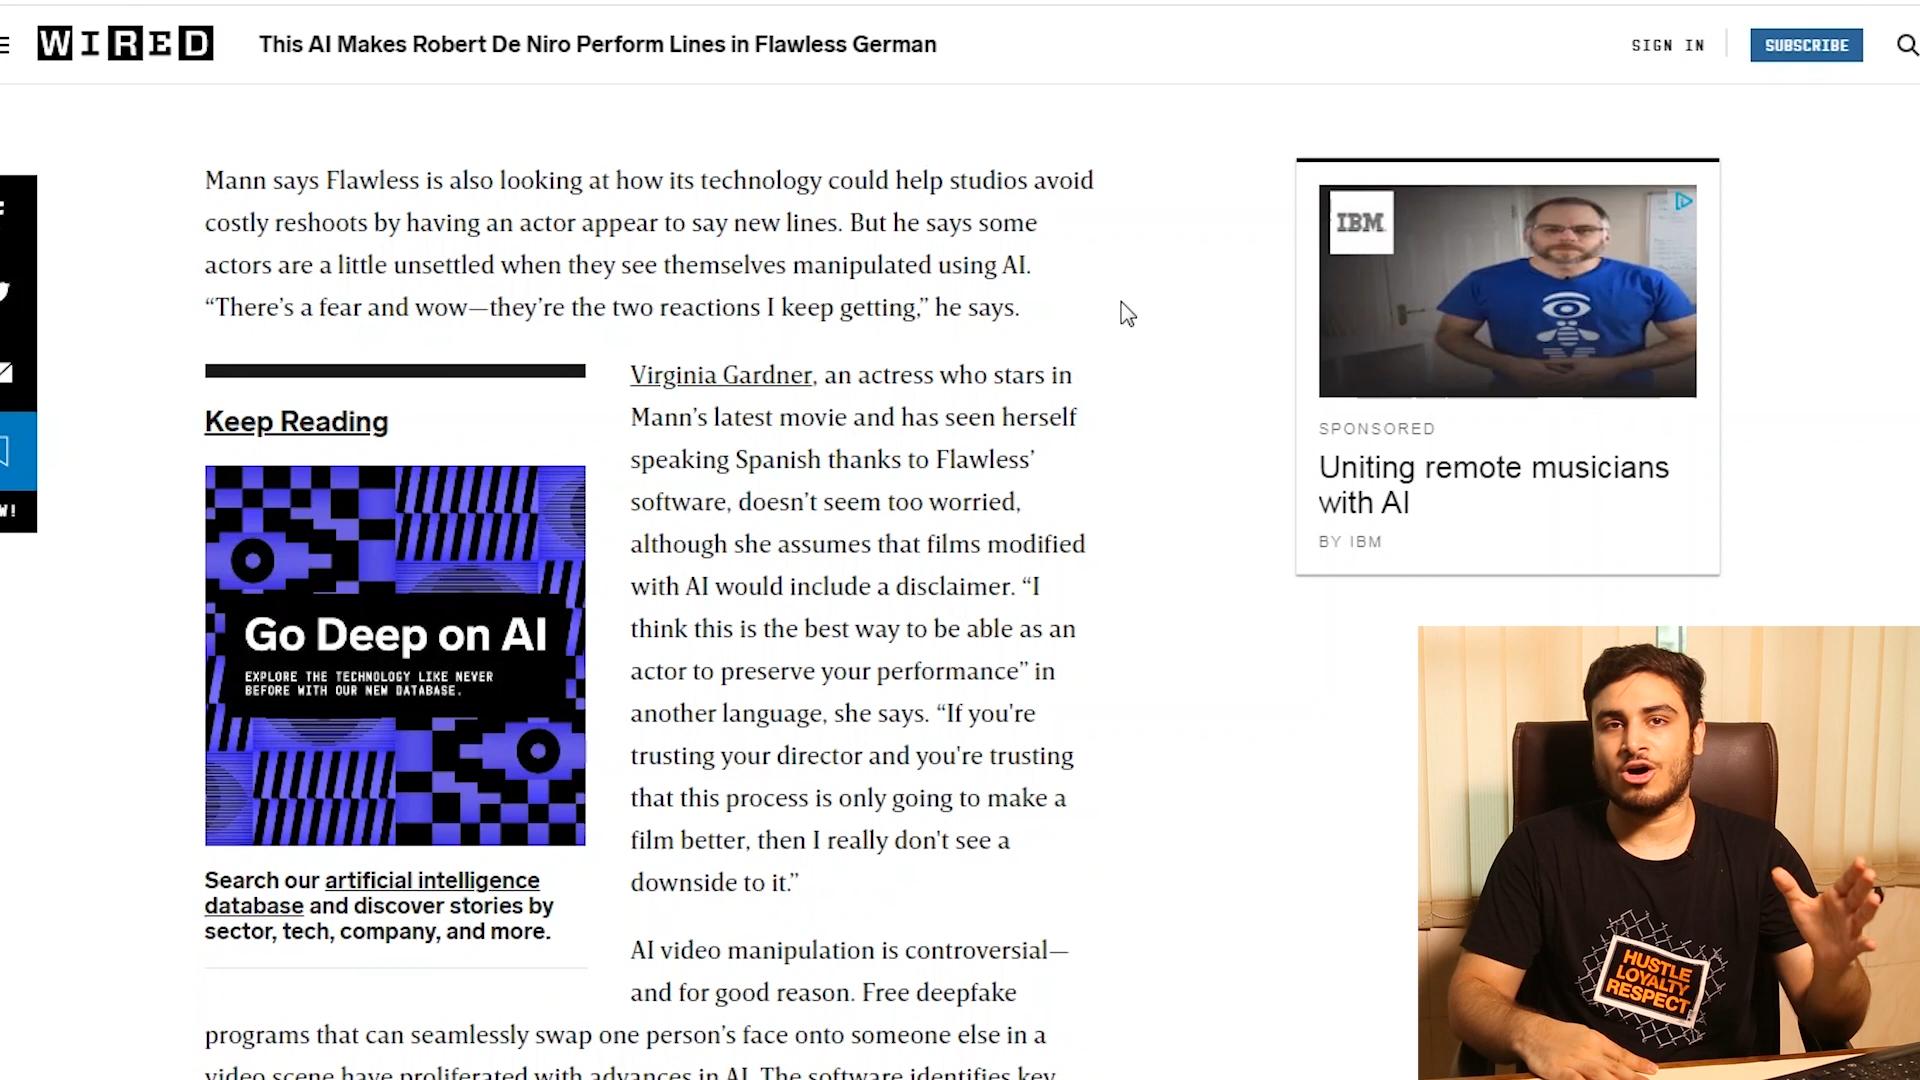 WIRED
This AI Makes Robert De Niro Perform Lines in Flawless German
SIGN IN
SUBSCRIBE
Mann says Flawless is also looking at how its technology could help studios avoid
costly reshoots by having an actor appear to say new lines. But he says some
actors are a little unsettled when they see themselves manipulated using AI.
“There’s a fear and wow—they’re the two reactions I keep getting,” he says.
Keep Reading
Go Deep on AI
EXPLORE THE TECHNOLOGY LIKE NEVER
BEFORE WITH OUR NEW DATABASE.
Search our artificial intelligence
database and discover stories by
sector, tech, company, and more.
Virginia Gardner, an actress who stars in
Mann’s latest movie and has seen herself
speaking Spanish thanks to Flawless’
software, doesn’t seem too worried,
although she assumes that films modified
with AI would include a disclaimer. “I
think this is the best way to be able as an
actor to preserve your performance” in
another language, she says. “If you're
trusting your director and you're trusting
that this process is only going to make a
film better, then I really don't see a
downside to it.”
AI video manipulation is controversial—
and for good reason. Free deepfake
programs that can seamlessly swap one person’s face onto someone else in a
video scene have proliferated with advances in AI. The software identifies key
IBM
SPONSORED
Uniting remote musicians
with AI
BY IBM
HUSTLE
LOYALTY
RESPECT